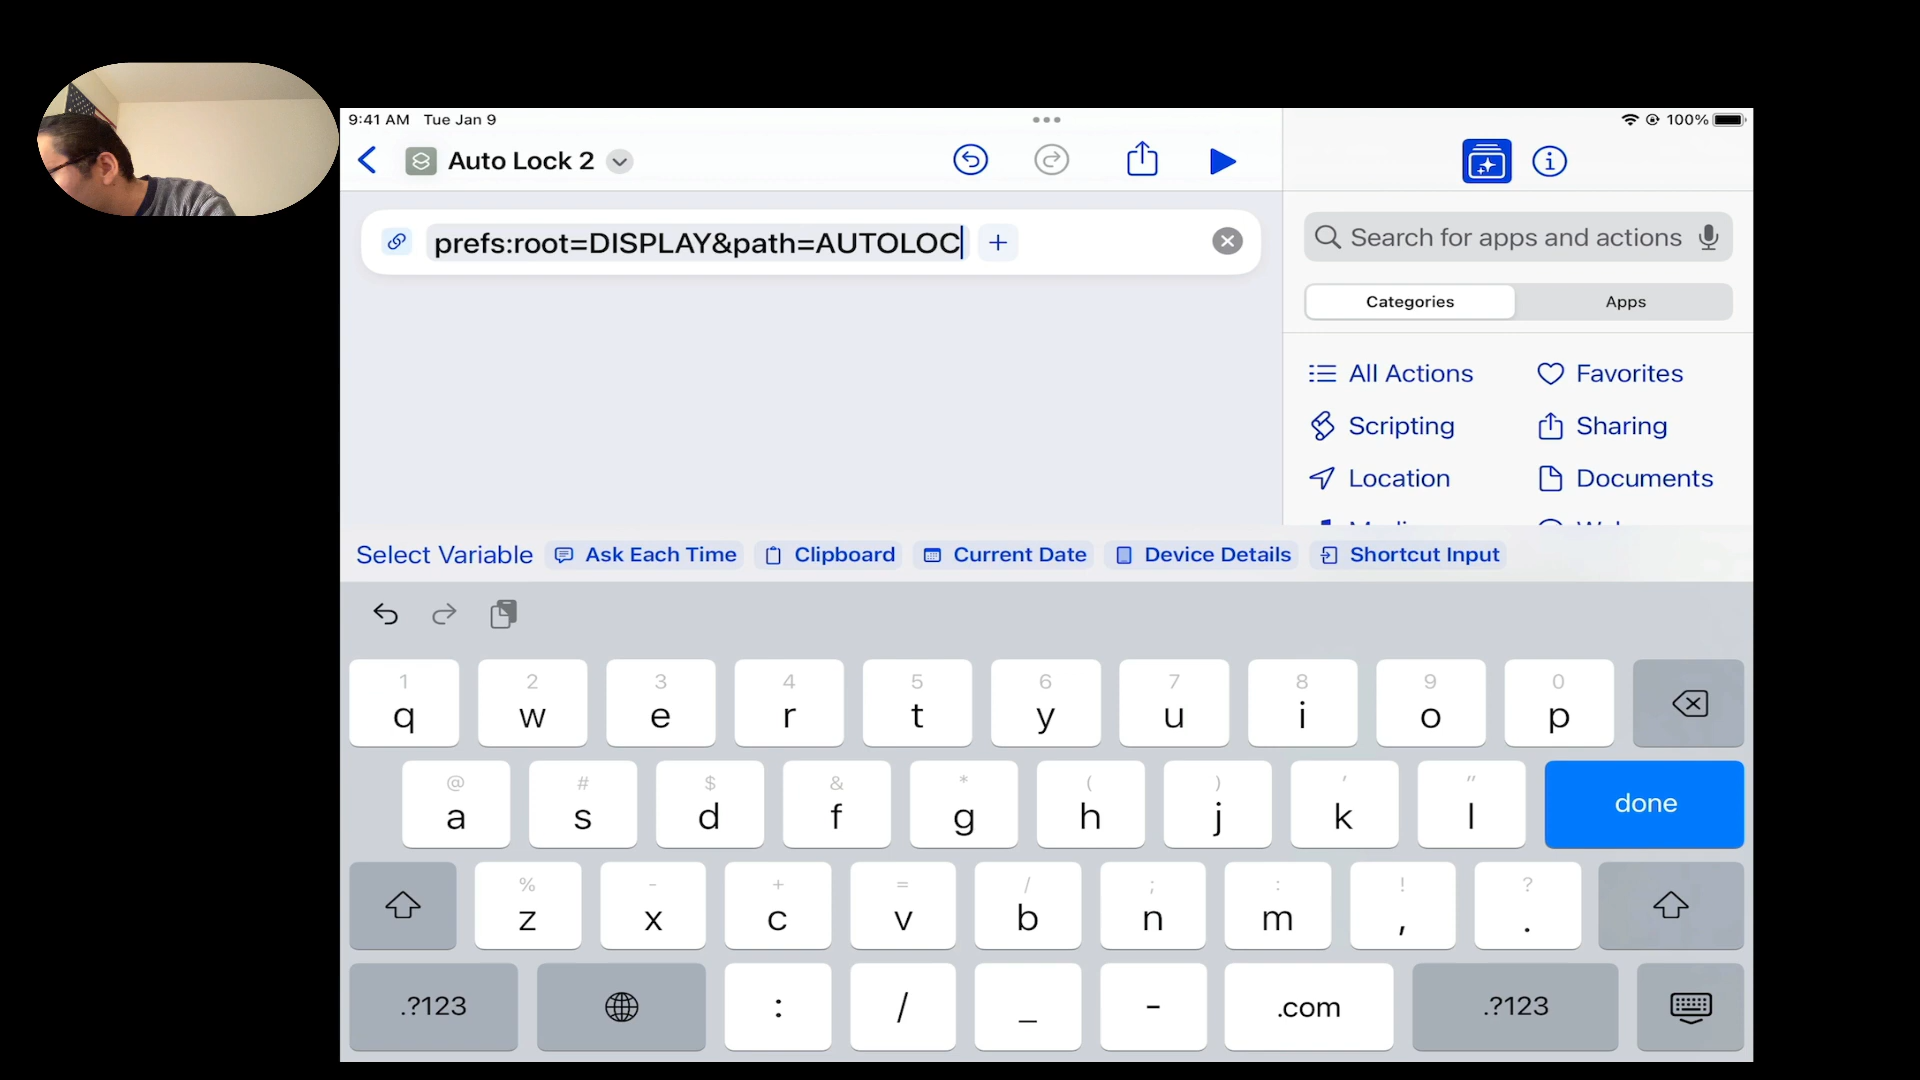 9:41 AM Tue Jan 9
100%
Auto Lock 2
prefs:root=DISPLAY&path=AUTOLOC
Search for apps and actions
Categories
Apps
All Actions
Favorites
Scripting
Sharing
Location
Documents
Select Variable
Ask Each Time
Clipboard
Current Date
Device Details
Shortcut Input
1 2 3 4 5 6 7 8 9 0
q w e r t y u i o p
@ # $ & * ( ) ' "
a s d f g h j k l
done
% - + = / ; : ! ?
z x c v b n m , .
.?123 : / _ - .com .?123